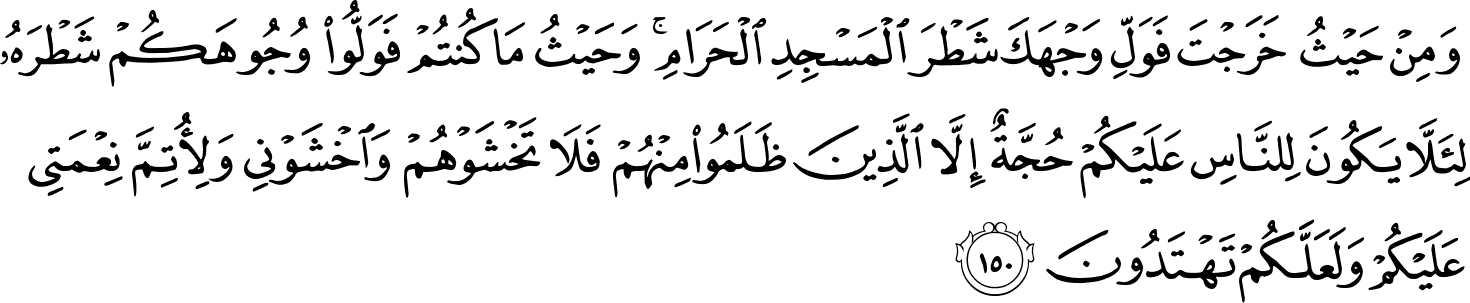 وَمِنْ حَيْثُ خَرَجْتَ فَوَلِّ وَجْهَكَ شَطْرَ ٱلْمَسْجِدِ ٱلْحَرَامِ ۚ وَحَيْثُ مَا كُنتُمْ فَوَلُّوا۟ وُجُوهَكُمْ شَطْرَهُۥ
لِئَلَّا يَكُونَ لِلنَّاسِ عَلَيْكُمْ حُجَّةٌ إِلَّا ٱلَّذِينَ ظَلَمُوا۟ مِنْهُمْ فَلَا تَخْشَوْهُمْ وَٱخْشَوْنِي وَلِأُتِمَّ نِعْمَتِي
عَلَيْكُمْ وَلَعَلَّكُمْ تَهْتَدُونَ ١٥٠